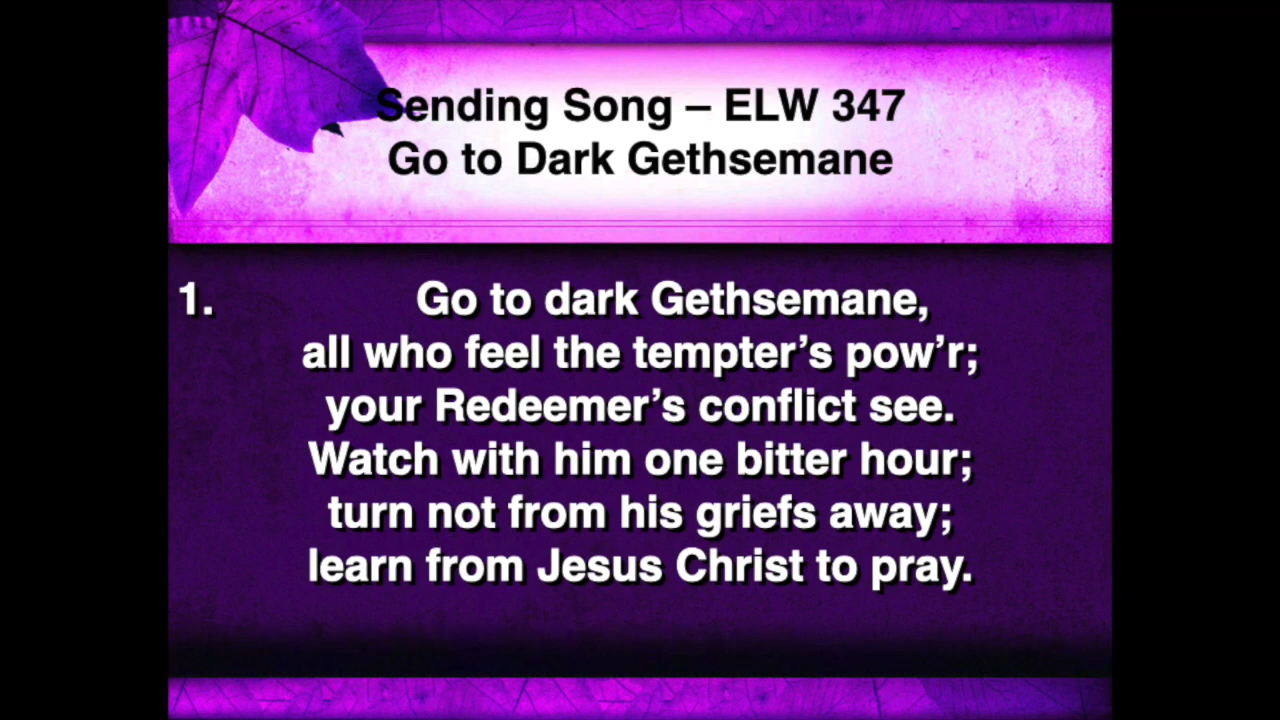 Sending Song – ELW 347
Go to Dark Gethsemane
1. Go to dark Gethsemane,
all who feel the tempter’s pow’r;
your Redeemer’s conflict see.
Watch with him one bitter hour;
turn not from his griefs away;
learn from Jesus Christ to pray.